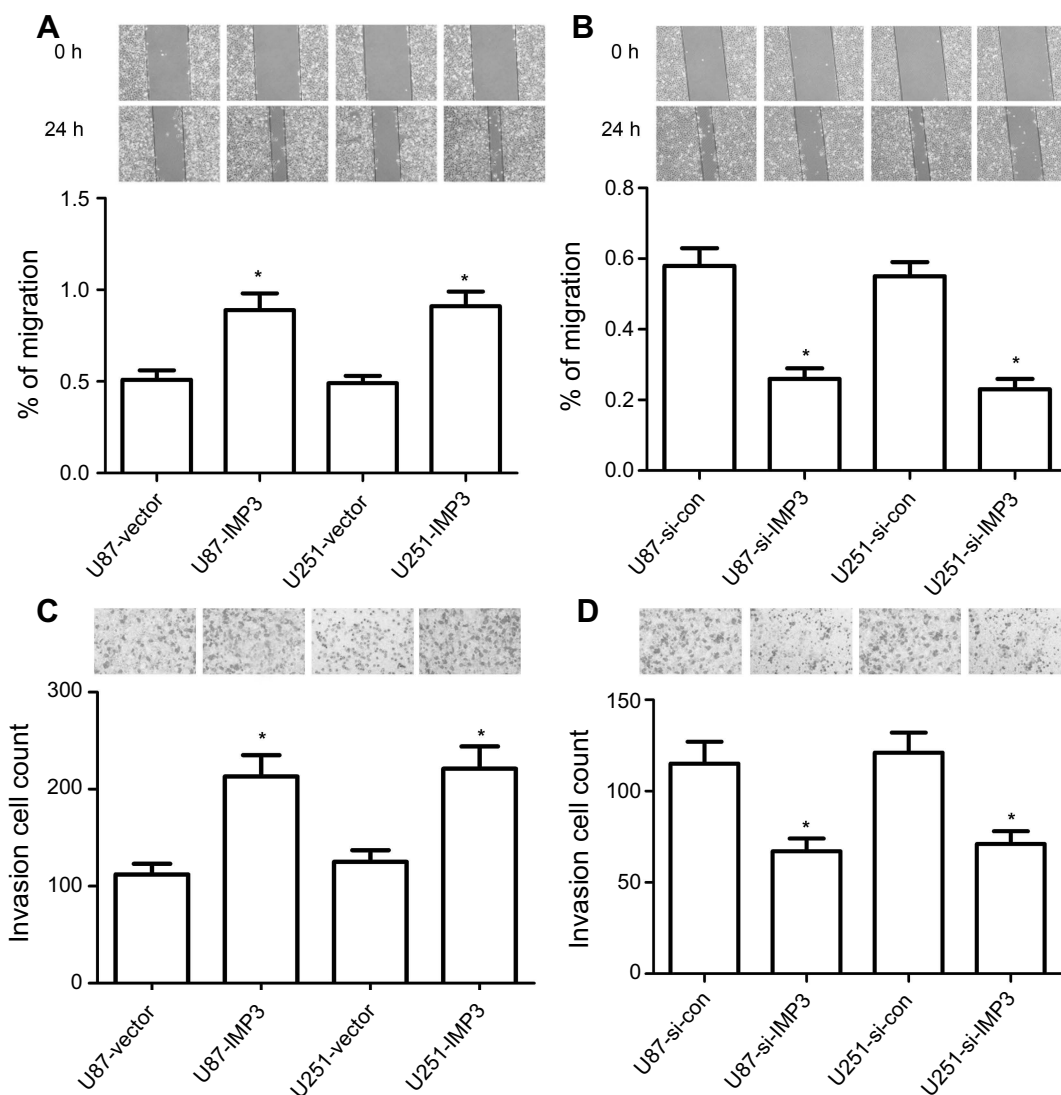 A
0 h
24 h
% of migration
1.5
1.0
0.5
0.0
*
*
U87-vector
U87-IMP3
U251-vector
U251-IMP3
B
0 h
24 h
% of migration
0.8
0.6
0.4
0.2
0.0
*
*
U87-si-con
U87-si-IMP3
U251-si-con
U251-si-IMP3
C
Invasion cell count
300
200
100
0
*
*
U87-vector
U87-IMP3
U251-vector
U251-IMP3
D
Invasion cell count
150
100
50
0
*
*
U87-si-con
U87-si-IMP3
U251-si-con
U251-si-IMP3